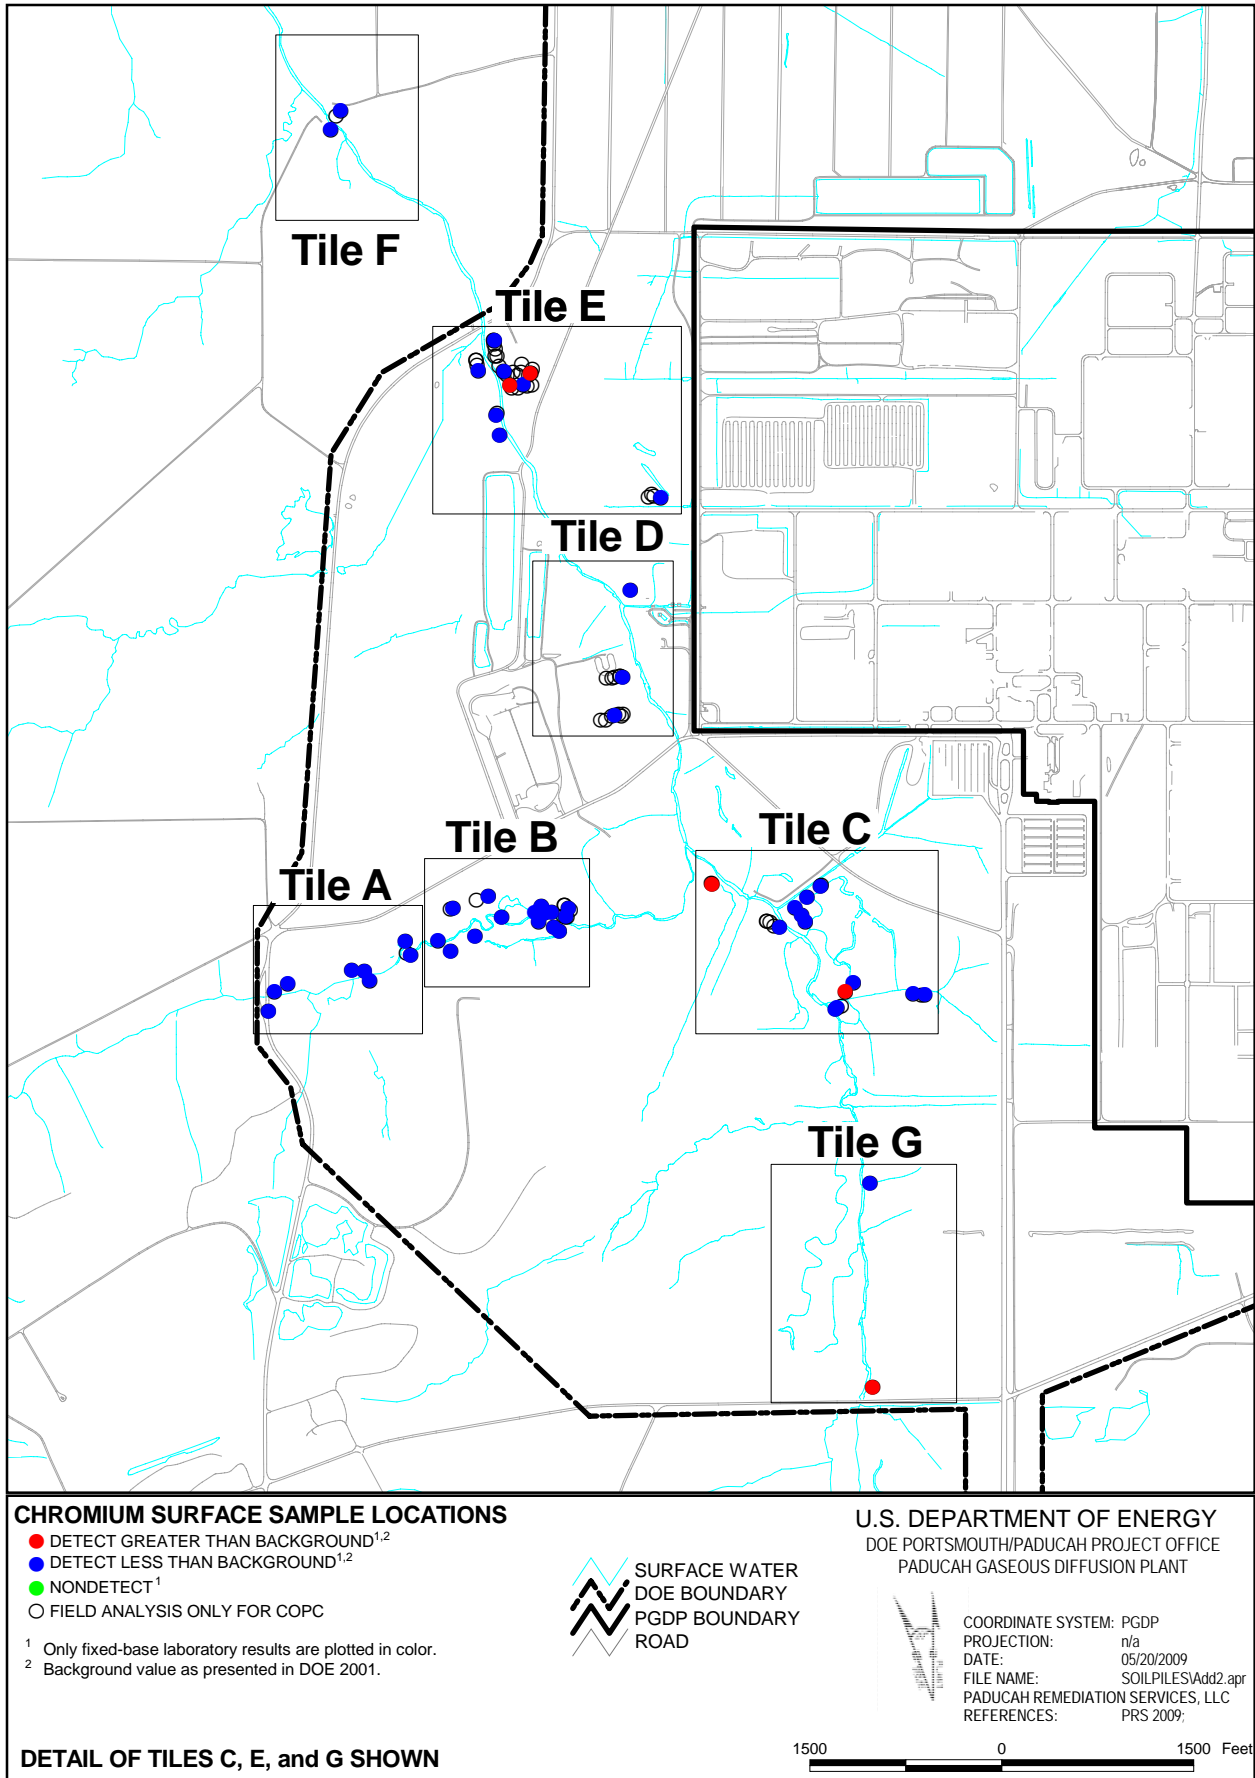 Tile F
Tile E
Tile D
Tile B
Tile C
Tile A
Tile G
CHROMIUM SURFACE SAMPLE LOCATIONS
DETECT GREATER THAN BACKGROUND1,2
DETECT LESS THAN BACKGROUND1,2
NONDETECT1
FIELD ANALYSIS ONLY FOR COPC
1 Only fixed-base laboratory results are plotted in color.
2 Background value as presented in DOE 2001.
DETAIL OF TILES C, E, and G SHOWN
SURFACE WATER
DOE BOUNDARY
PGDP BOUNDARY
ROAD
U.S. DEPARTMENT OF ENERGY
DOE PORTSMOUTH/PADUCAH PROJECT OFFICE
PADUCAH GASEOUS DIFFUSION PLANT
COORDINATE SYSTEM: PGDP
PROJECTION: n/a
DATE: 05/20/2009
FILE NAME: SOILPILES\Add2.apr
PADUCAH REMEDIATION SERVICES, LLC
REFERENCES: PRS 2009;
1500 0 1500 Feet